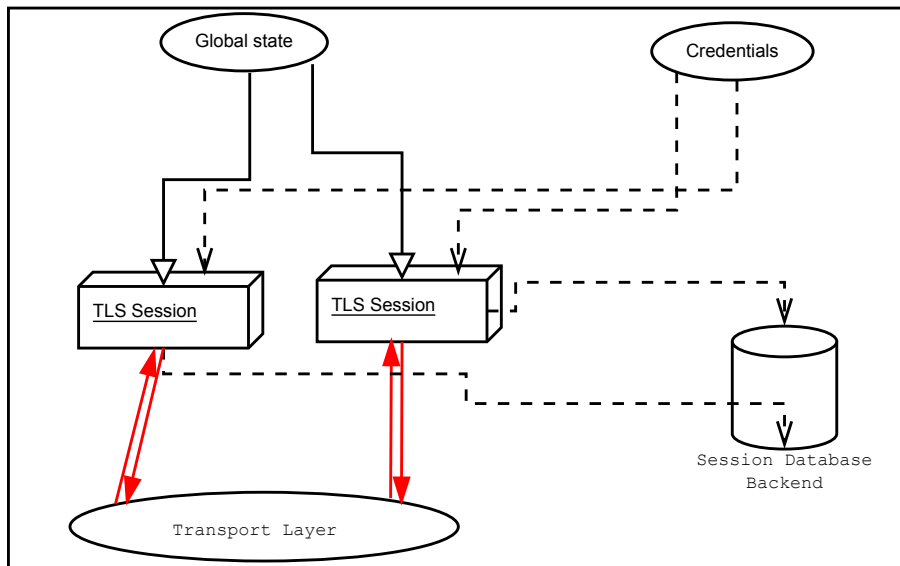 Global state
Credentials
TLS Session
TLS Session
Session Database
Backend
Transport Layer